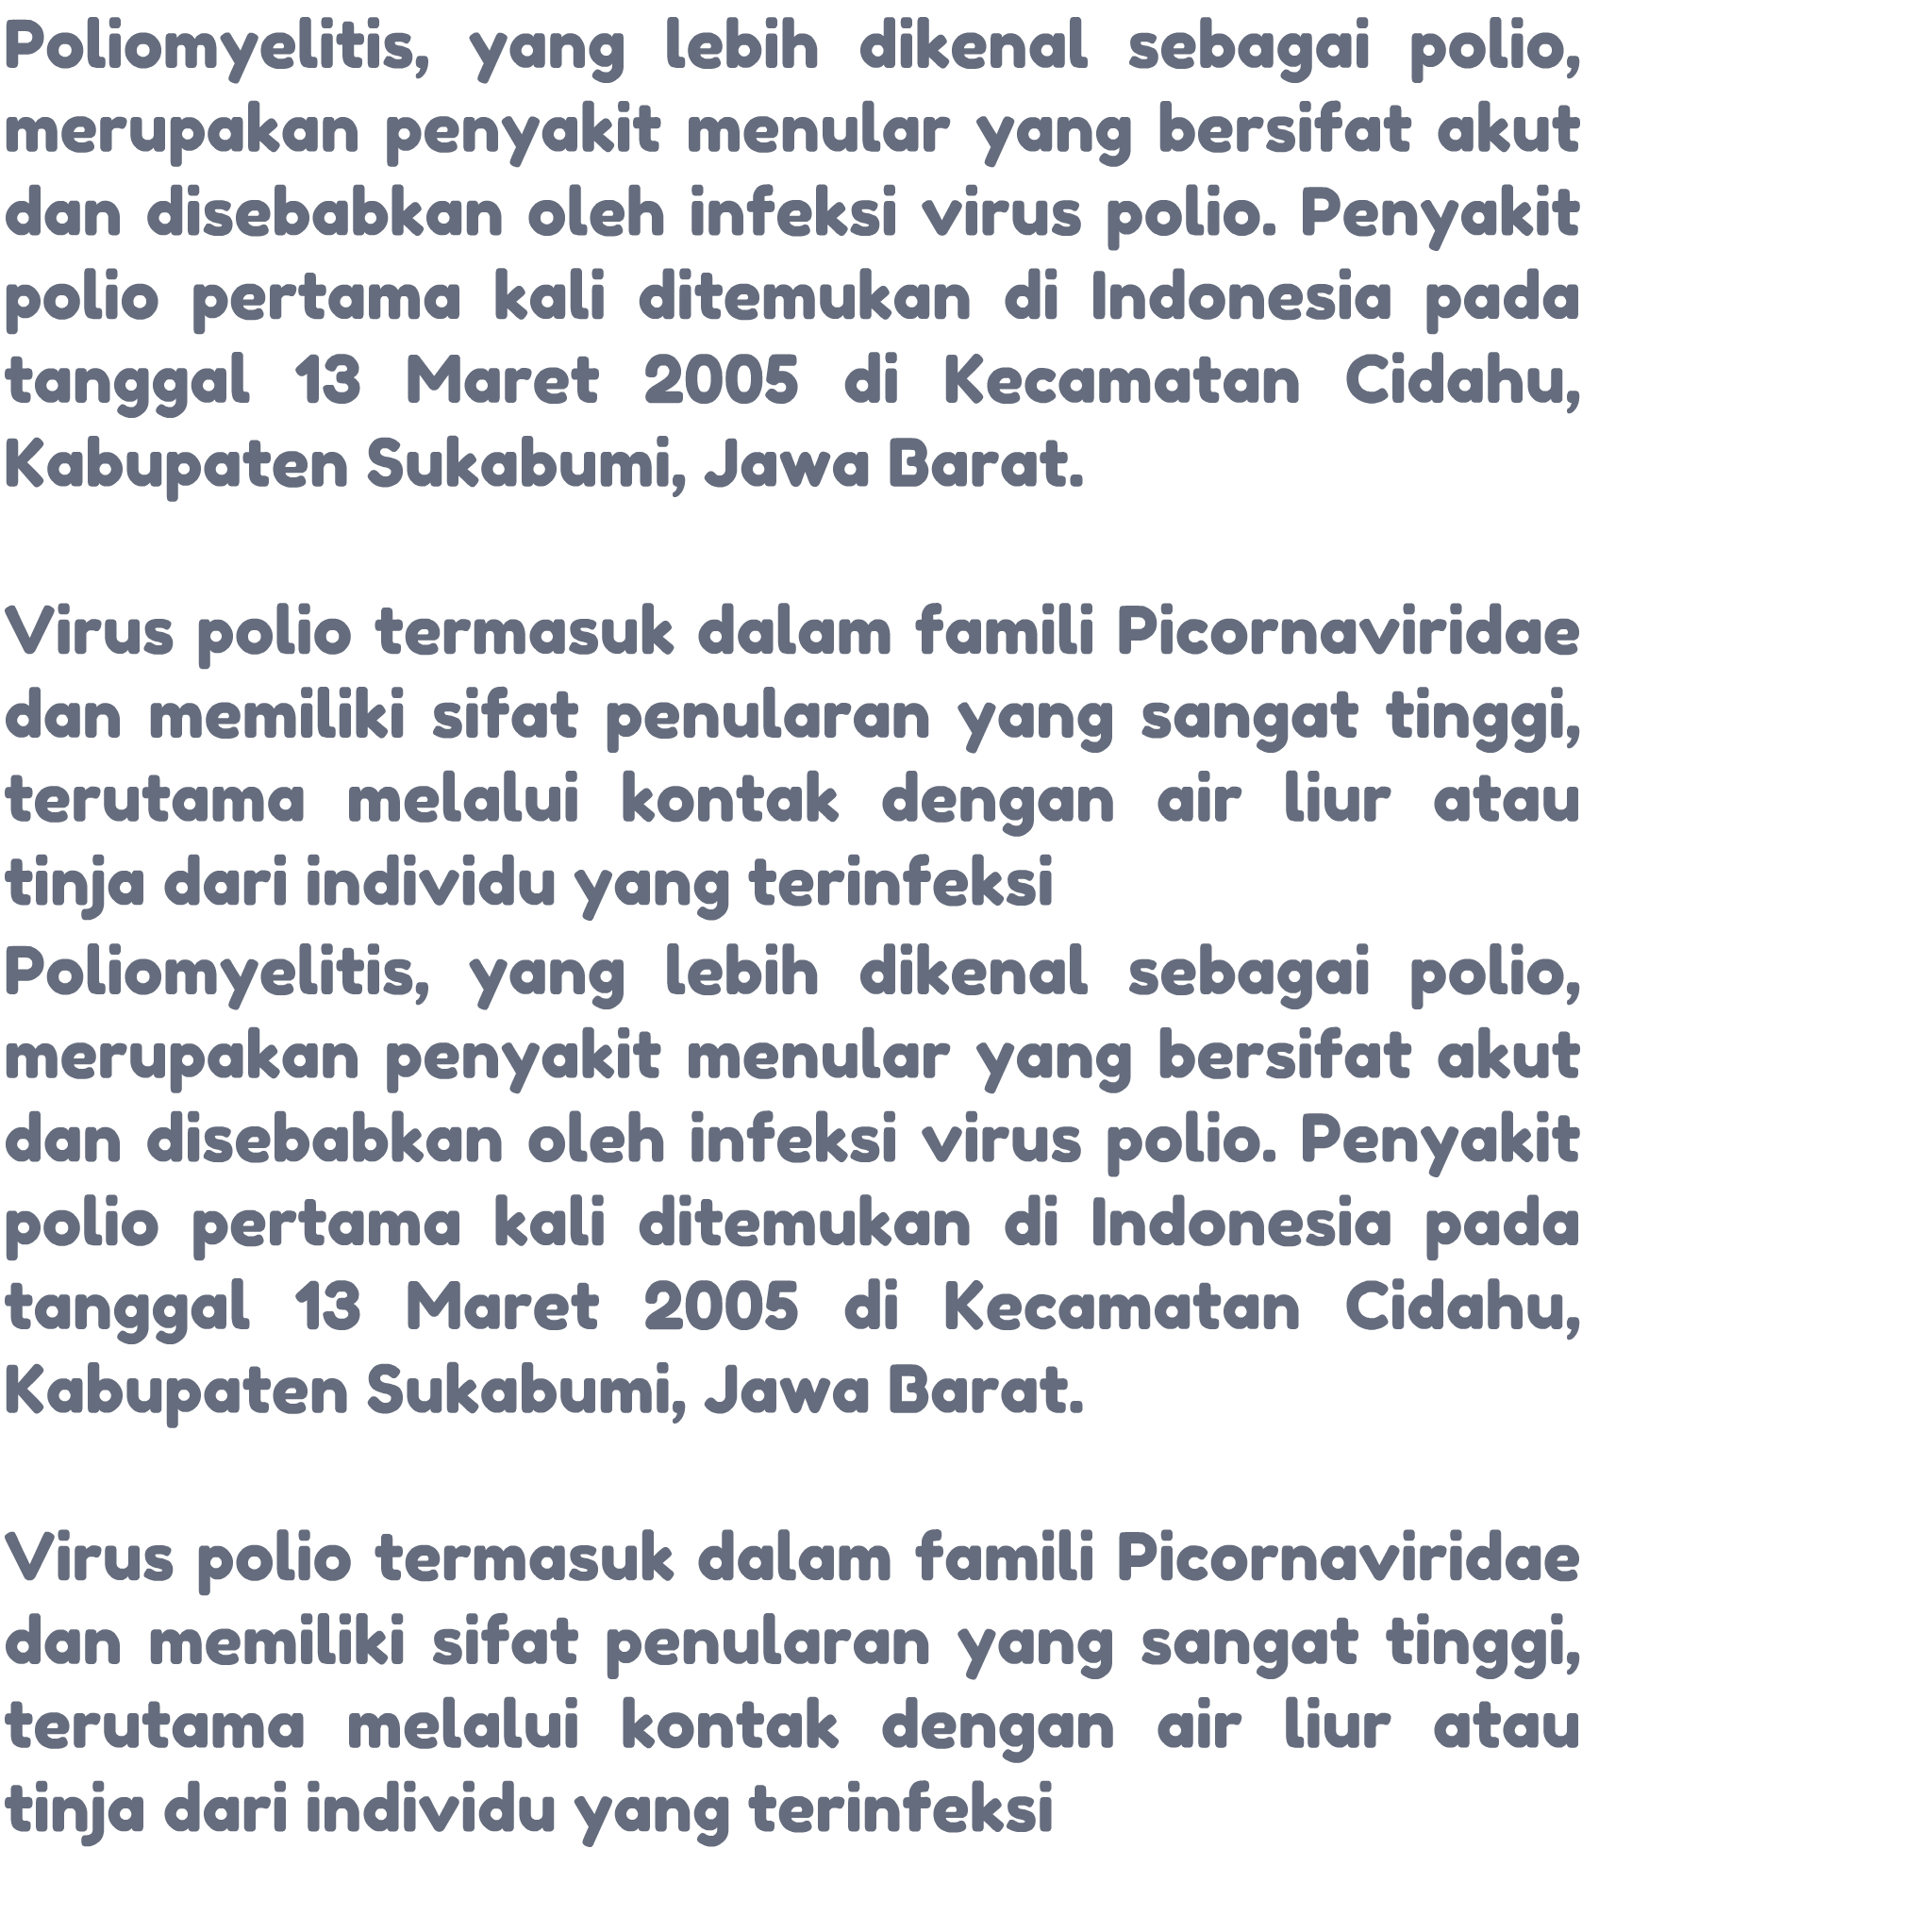 Poliomyelitis, yang lebih dikenal sebagai polio,
merupakan penyakit menular yang bersifat akut
dan disebabkan oleh infeksi virus polio. Penyakit
polio pertama kali ditemukan di Indonesia pada
tanggal 13 Maret 2005 di Kecamatan Cidahu,
Kabupaten Sukabumi, Jawa Barat.
Virus polio termasuk dalam famili Picornaviridae
dan memiliki sifat penularan yang sangat tinggi,
terutama melalui kontak dengan air liur atau
tinja dari individu yang terinfeksi
Poliomyelitis, yang lebih dikenal sebagai polio,
merupakan penyakit menular yang bersifat akut
dan disebabkan oleh infeksi virus polio. Penyakit
polio pertama kali ditemukan di Indonesia pada
tanggal 13 Maret 2005 di Kecamatan Cidahu,
Kabupaten Sukabumi, Jawa Barat.
Virus polio termasuk dalam famili Picornaviridae
dan memiliki sifat penularan yang sangat tinggi,
terutama melalui kontak dengan air liur atau
tinja dari individu yang terinfeksi